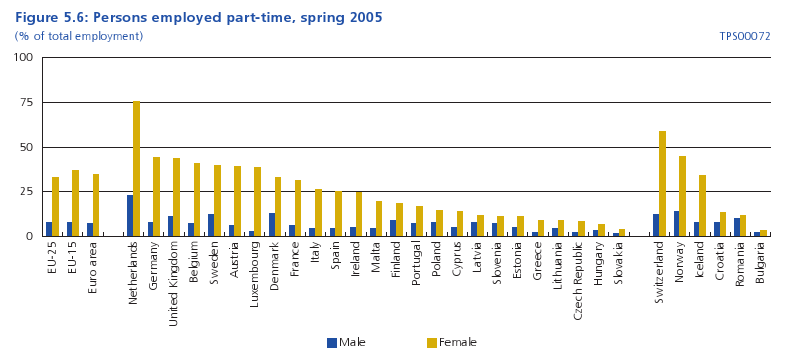 Figure 5.6: Persons employed part-time, spring 2005
(% of total employment)
TPS00072
100
75
50
25
0
EU-25
EU-15
Euro area
Netherlands
Germany
United Kingdom
Belgium
Sweden
Austria
Luxembourg
Denmark
France
Italy
Spain
Ireland
Malta
Finland
Portugal
Poland
Cyprus
Latvia
Slovenia
Estonia
Greece
Lithuania
Czech Republic
Hungary
Slovakia
Switzerland
Norway
Iceland
Croatia
Romania
Bulgaria
Male
Female